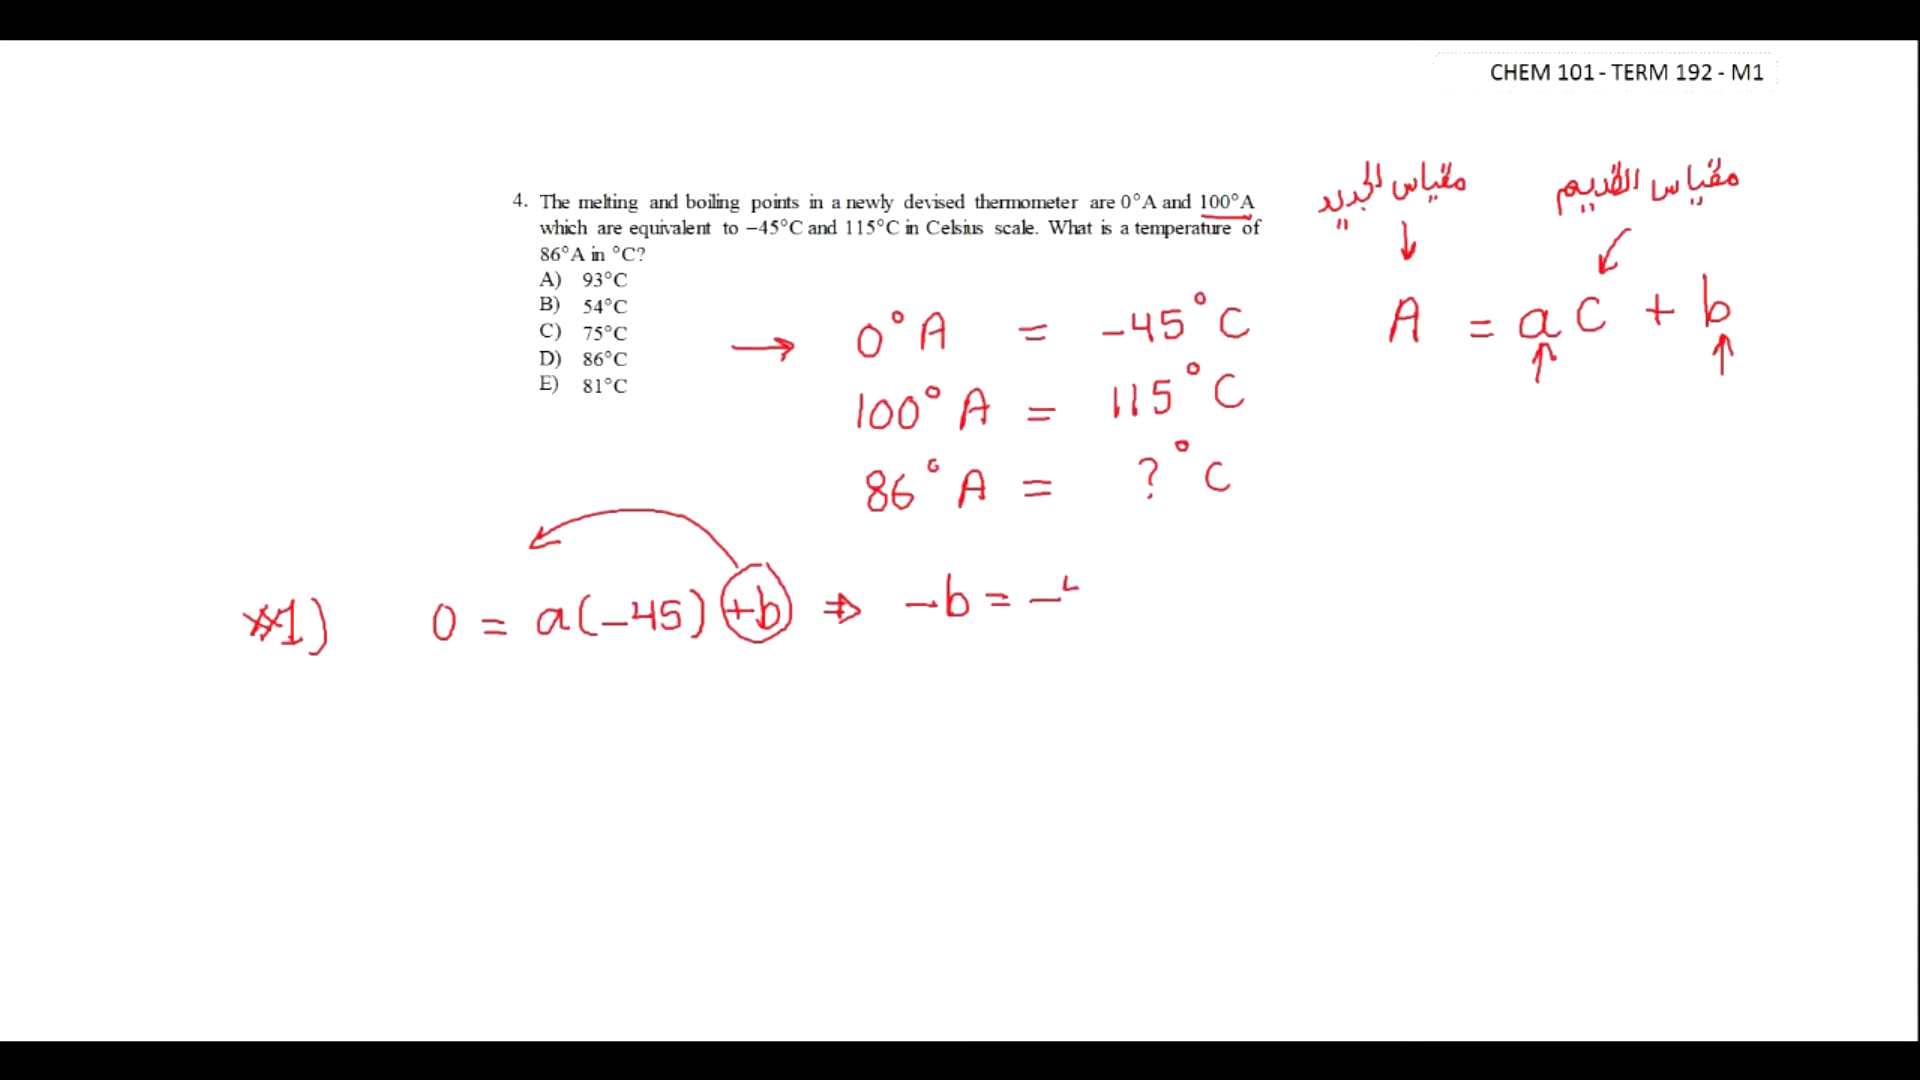 CHEM 101 - TERM 192 - M1
4. The melting and boiling points in a newly devised thermometer are 0°A and 100°A
which are equivalent to −45°C and 115°C in Celsius scale. What is a temperature of
86°A in °C?
A) 93°C
B) 54°C
C) 75°C
D) 86°C
E) 81°C
مقياس الجديد
مقياس القديم
A = aC + b
→ 0°A = -45°C
100°A = 115°C
86°A = ?°C
*1) 0 = a(-45) +b ⇒ -b = -